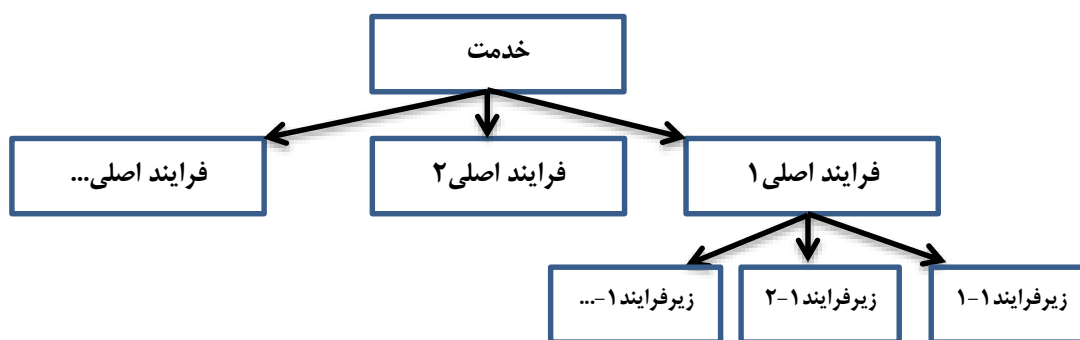 خدمت
فرایند اصلی۱
فرایند اصلی۲
فرایند اصلی...
زیرفرایند۱-۱
زیرفرایند۱-۲
زیرفرایند۱-...